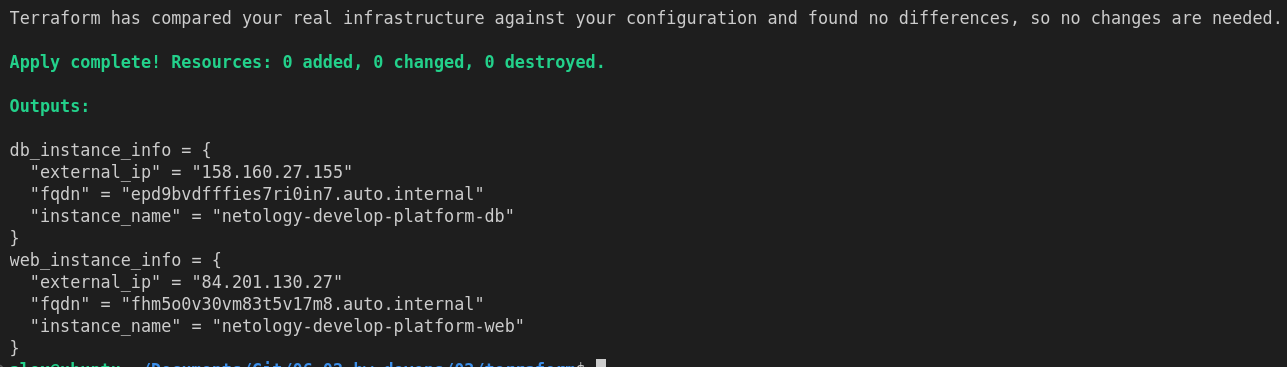 Terraform has compared your real infrastructure against your configuration and found no differences, so no changes are needed.
Apply complete! Resources: 0 added, 0 changed, 0 destroyed.
Outputs:
db_instance_info = {
"external_ip" = "158.160.27.155"
"fqdn" = "epd9bvdfffies7ri0in7.auto.internal"
"instance_name" = "netology-develop-platform-db"
}
web_instance_info = {
"external_ip" = "84.201.130.27"
"fqdn" = "fhm5o0v30vm83t5v17m8.auto.internal"
"instance_name" = "netology-develop-platform-web"
}